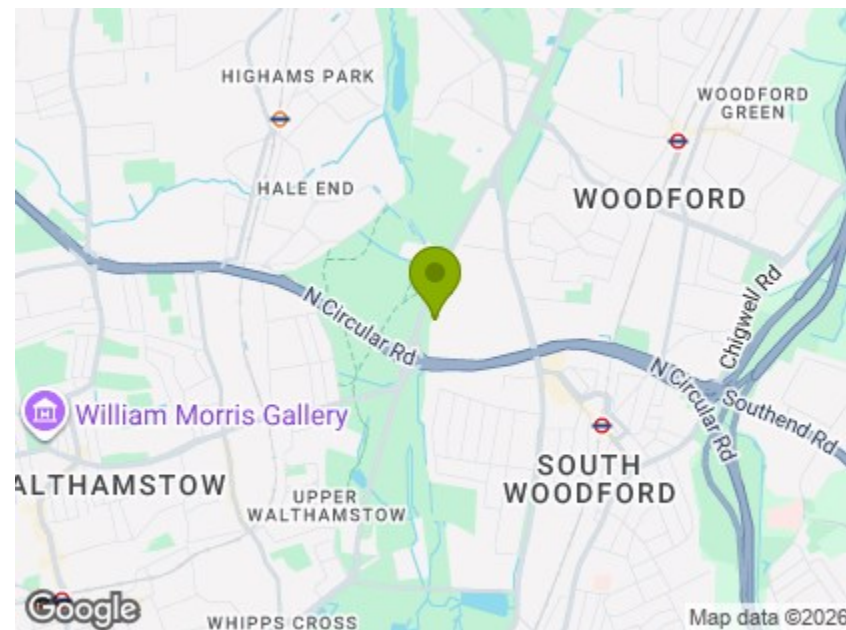 HIGHAMS PARK
WOODFORD
GREEN
HALE END
WOODFORD
Chigwell Rd
N Circular Rd
N Circular Rd
Southend Rd
William Morris Gallery
ALTHAMSTOW
SOUTH
WOODFORD
UPPER
WALTHAMSTOW
WHIPPS CROSS
Google
Map data ©2026